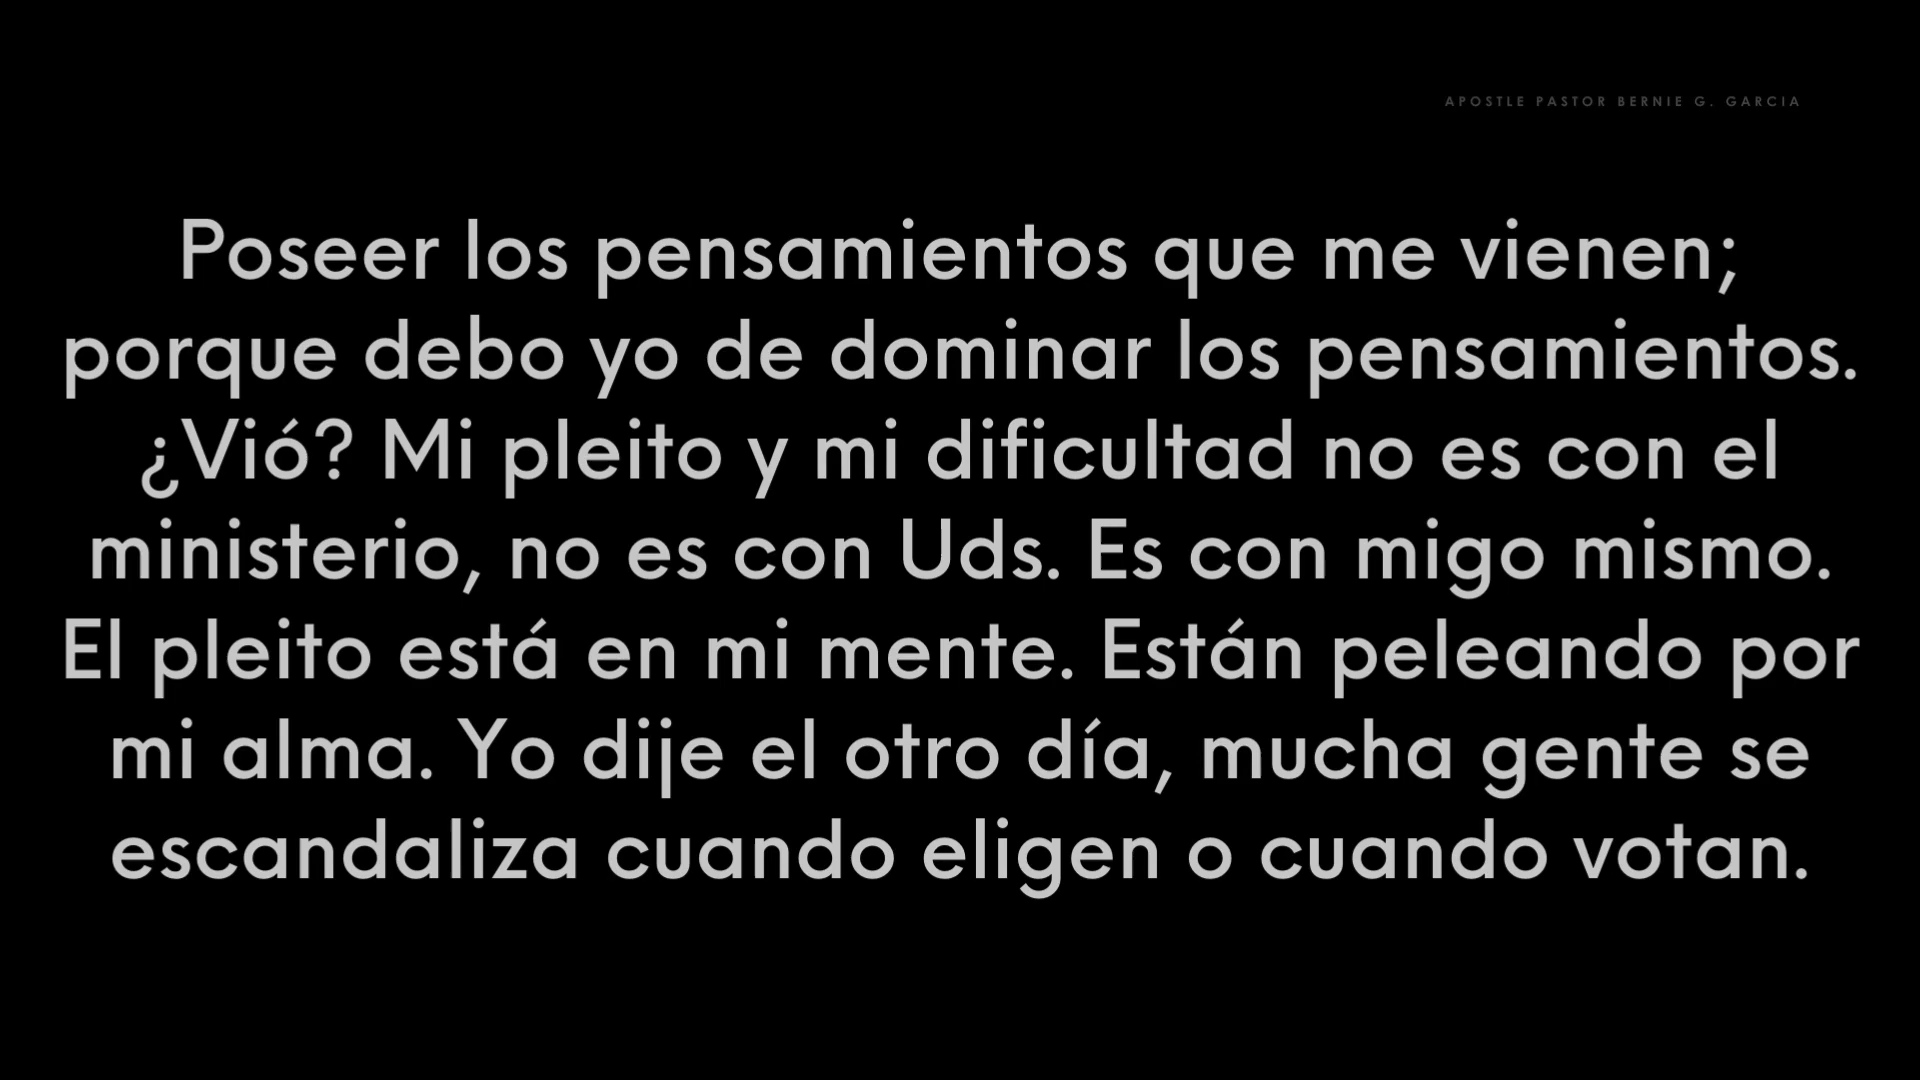 APOSTLE PASTOR BERNIE G. GARCIA
Poseer los pensamientos que me vienen;
porque debo yo de dominar los pensamientos.
¿Vió? Mi pleito y mi dificultad no es con el
ministerio, no es con Uds. Es con migo mismo.
El pleito está en mi mente. Están peleando por
mi alma. Yo dije el otro día, mucha gente se
escandaliza cuando eligen o cuando votan.